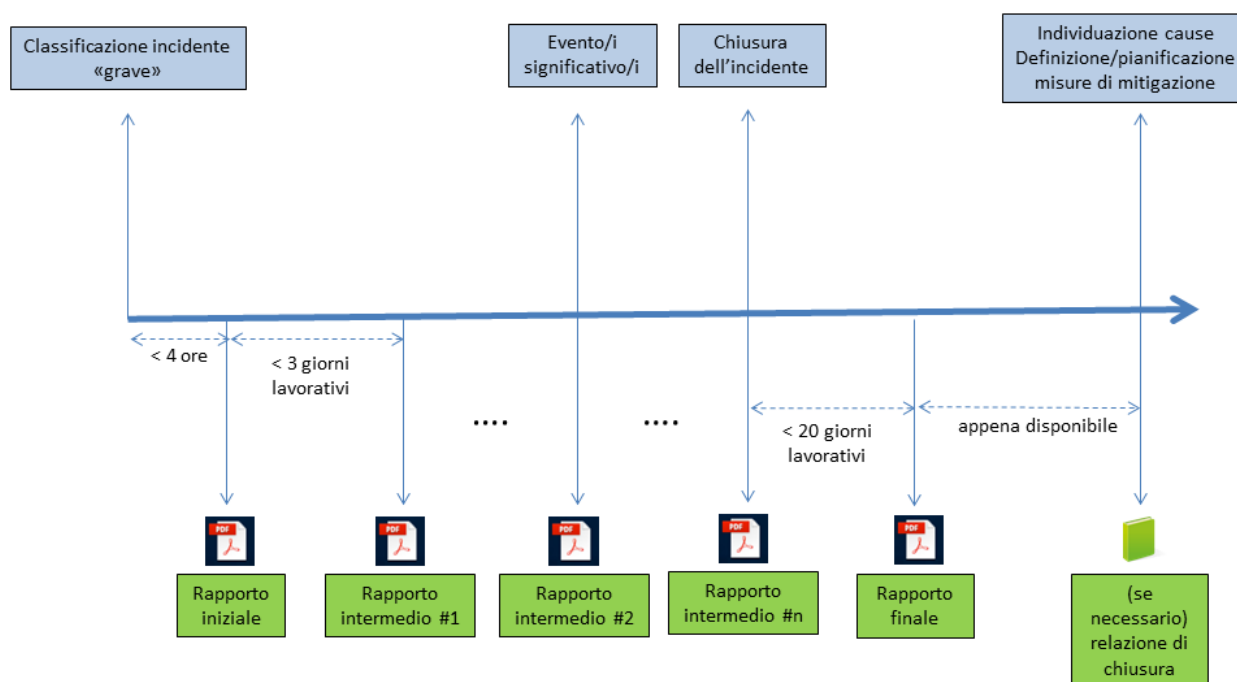 Classificazione incidente
«grave»
Evento/i
significativo/i
Chiusura
dell'incidente
Individuazione cause
Definizione/pianificazione
misure di mitigazione
< 4 ore
< 3 giorni
lavorativi
....
....
< 20 giorni
lavorativi
appena disponibile
PDF
PDF
PDF
PDF
PDF
Rapporto
iniziale
Rapporto
intermedio #1
Rapporto
intermedio #2
Rapporto
intermedio #n
Rapporto
finale
(se
necessario)
relazione di
chiusura